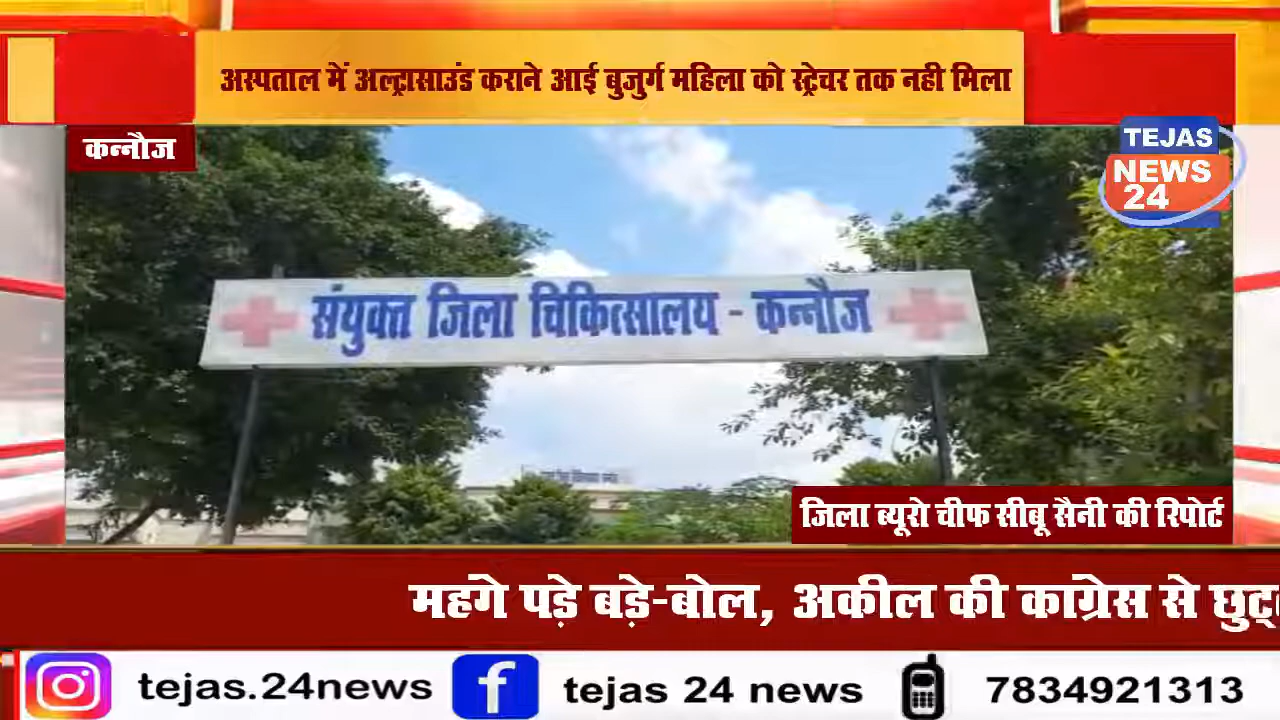 अस्पताल में अल्ट्रासाउंड कराने आई बुजुर्ग महिला को स्ट्रेचर तक नही मिला
कन्नौज
TEJAS
NEWS
24
संयुक्त जिला चिकित्सालय - कन्नौज
जिला ब्यूरो चीफ सीबू सैनी की रिपोर्ट
महंगे पड़े बड़े-बोल, अकील की कांग्रेस से
tejas.24news
tejas 24 news
7834921313